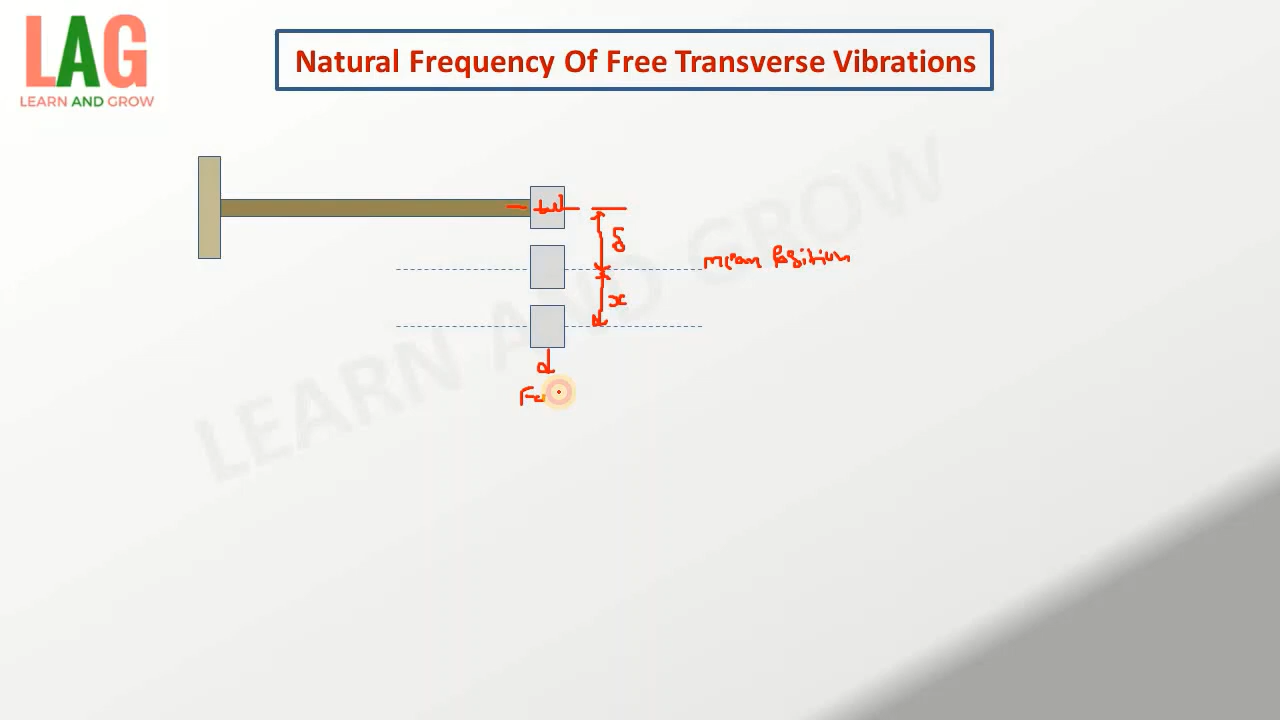 LAG
LEARN AND GROW
Natural Frequency Of Free Transverse Vibrations
W
δ
mean Position
x
LEARN AND GROW